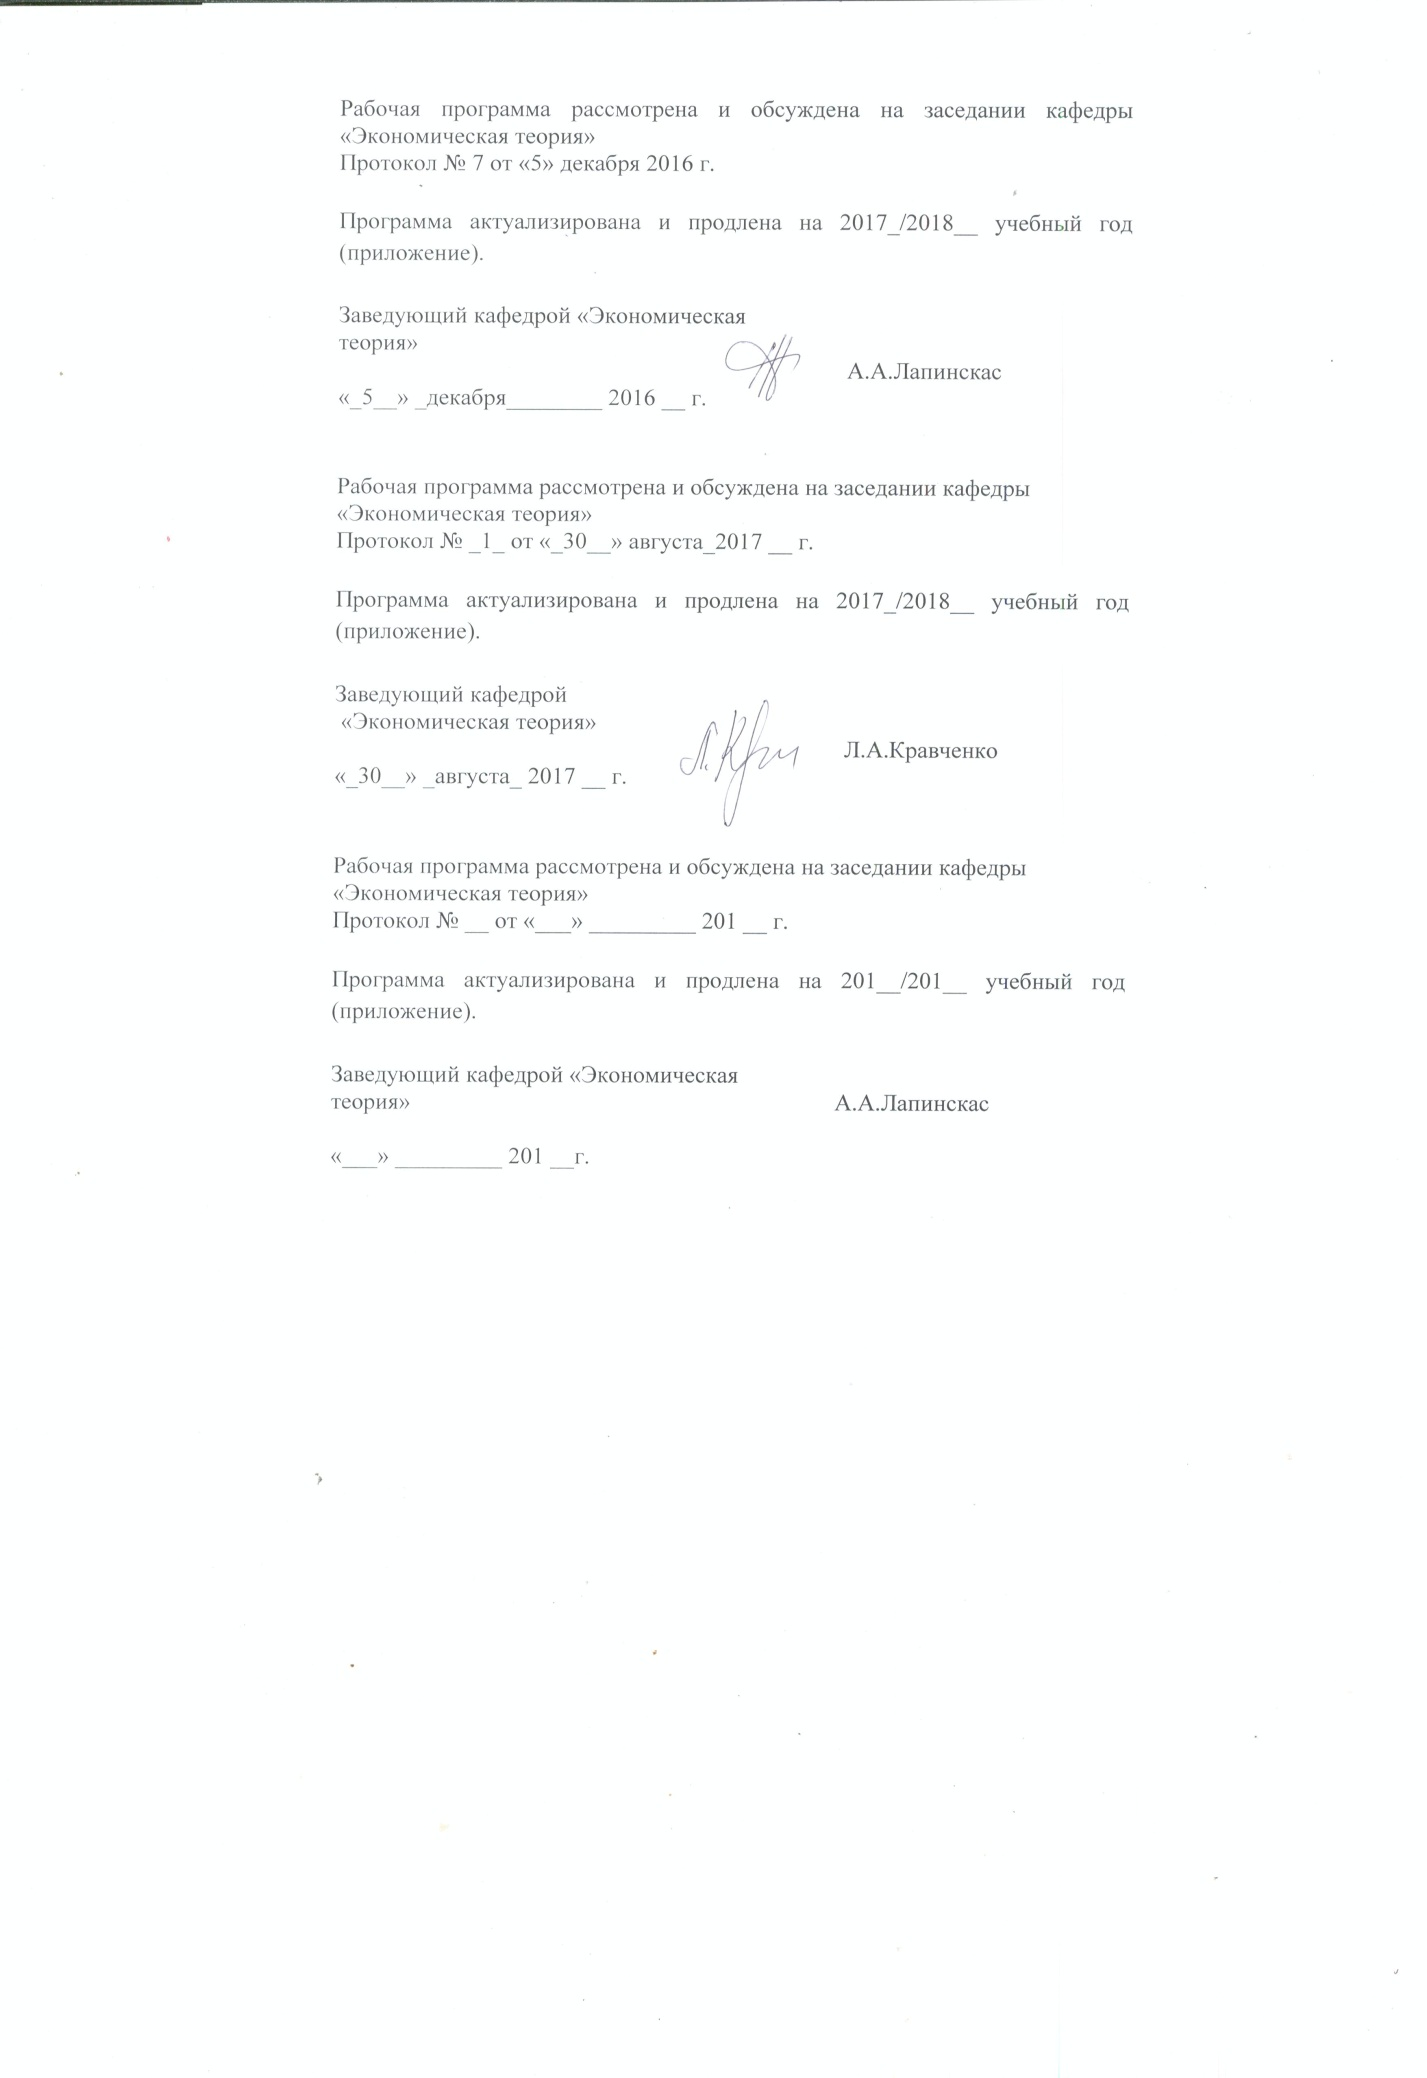 Рабочая программа рассмотрена и обсуждена на заседании кафедры
«Экономическая теория»
Протокол № 7 от «5» декабря 2016 г.
Программа актуализирована и продлена на 2017_/2018__ учебный год
(приложение).
Заведующий кафедрой «Экономическая
теория»
А.А.Лапинскас
«_5__» _декабря________ 2016 __ г.
Рабочая программа рассмотрена и обсуждена на заседании кафедры
«Экономическая теория»
Протокол № _1_ от «_30__» августа_2017 __ г.
Программа актуализирована и продлена на 2017_/2018__ учебный год
(приложение).
Заведующий кафедрой
«Экономическая теория»
Л.А.Кравченко
«_30__» _августа_ 2017 __ г.
Рабочая программа рассмотрена и обсуждена на заседании кафедры
«Экономическая теория»
Протокол № __ от «___» _________ 201 __ г.
Программа актуализирована и продлена на 201__/201__ учебный год
(приложение).
Заведующий кафедрой «Экономическая
теория» А.А.Лапинскас
«___» _________ 201 __г.